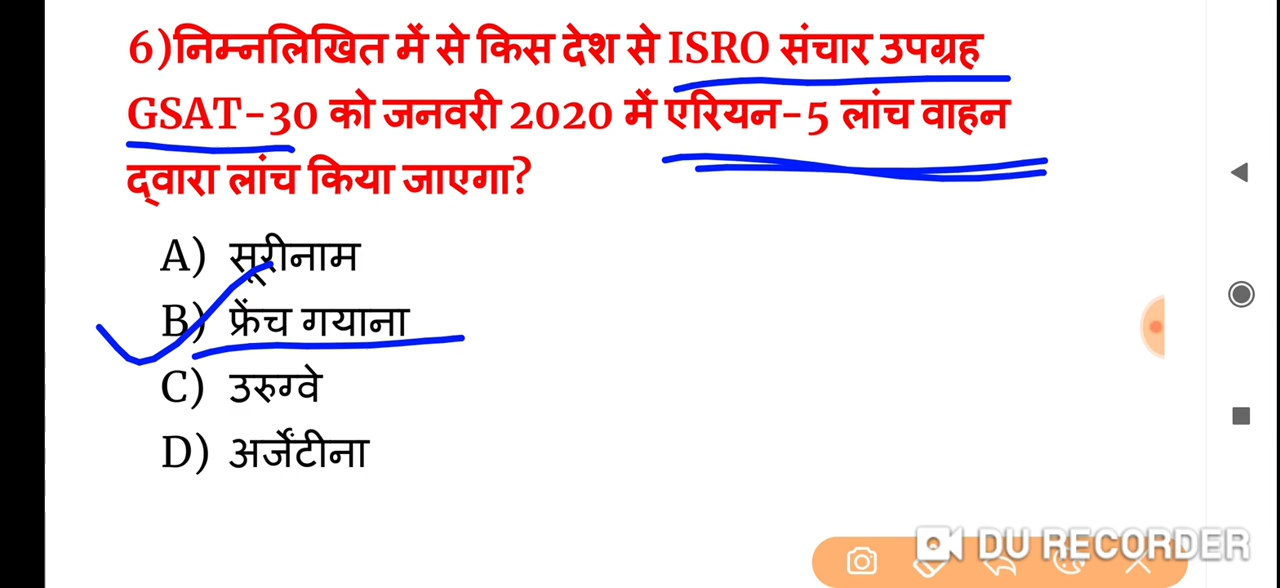 6)निम्नलिखित में से किस देश से ISRO संचार उपग्रह
GSAT-30 को जनवरी 2020 में एरियन-5 लांच वाहन
द्वारा लांच किया जाएगा?
A) सूरीनाम
B) फ्रेंच गयाना
C) उरुग्वे
D) अर्जेंटीना
DU RECORDER